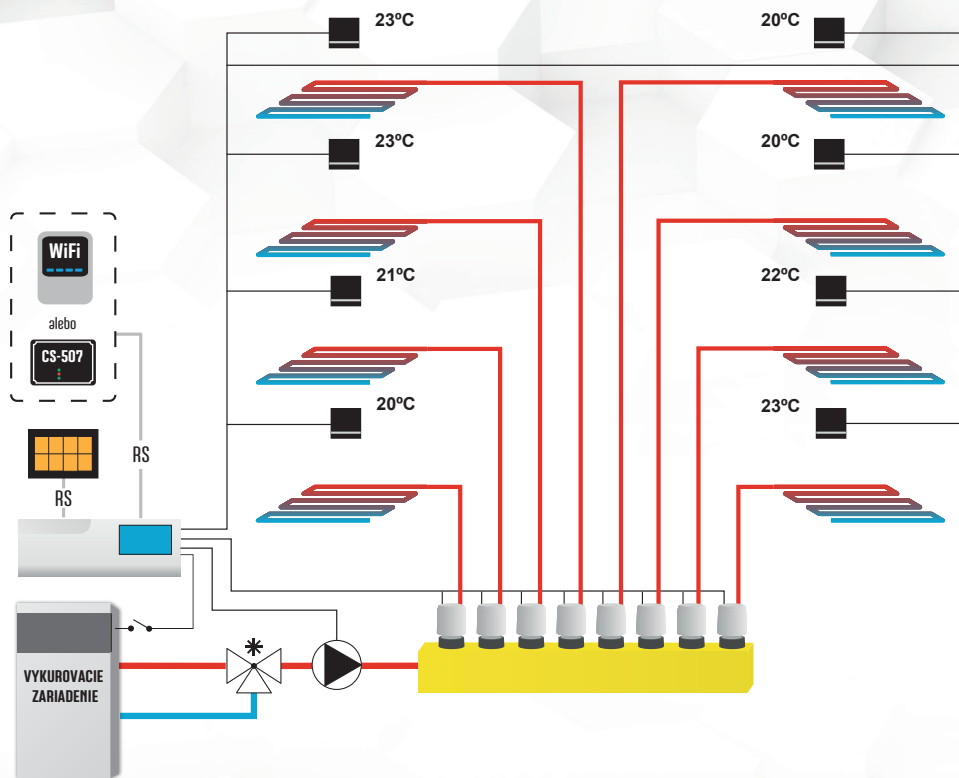 23ºC
20ºC
23ºC
20ºC
WiFi
21ºC
22ºC
alebo
CS-507
20ºC
23ºC
RS
RS
VYKUROVACIE
ZARIADENIE